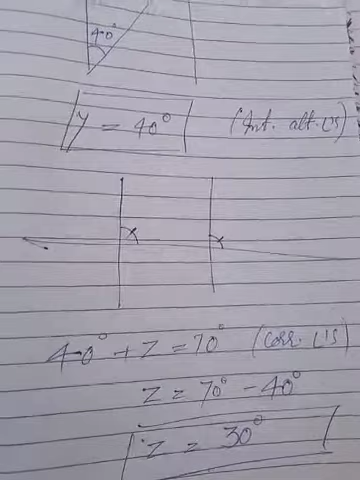 40°
y = 40° (Int. alt. ∠'s)
x x
40° + z = 70° (corr. ∠'s)
z = 70° - 40°
z = 30°